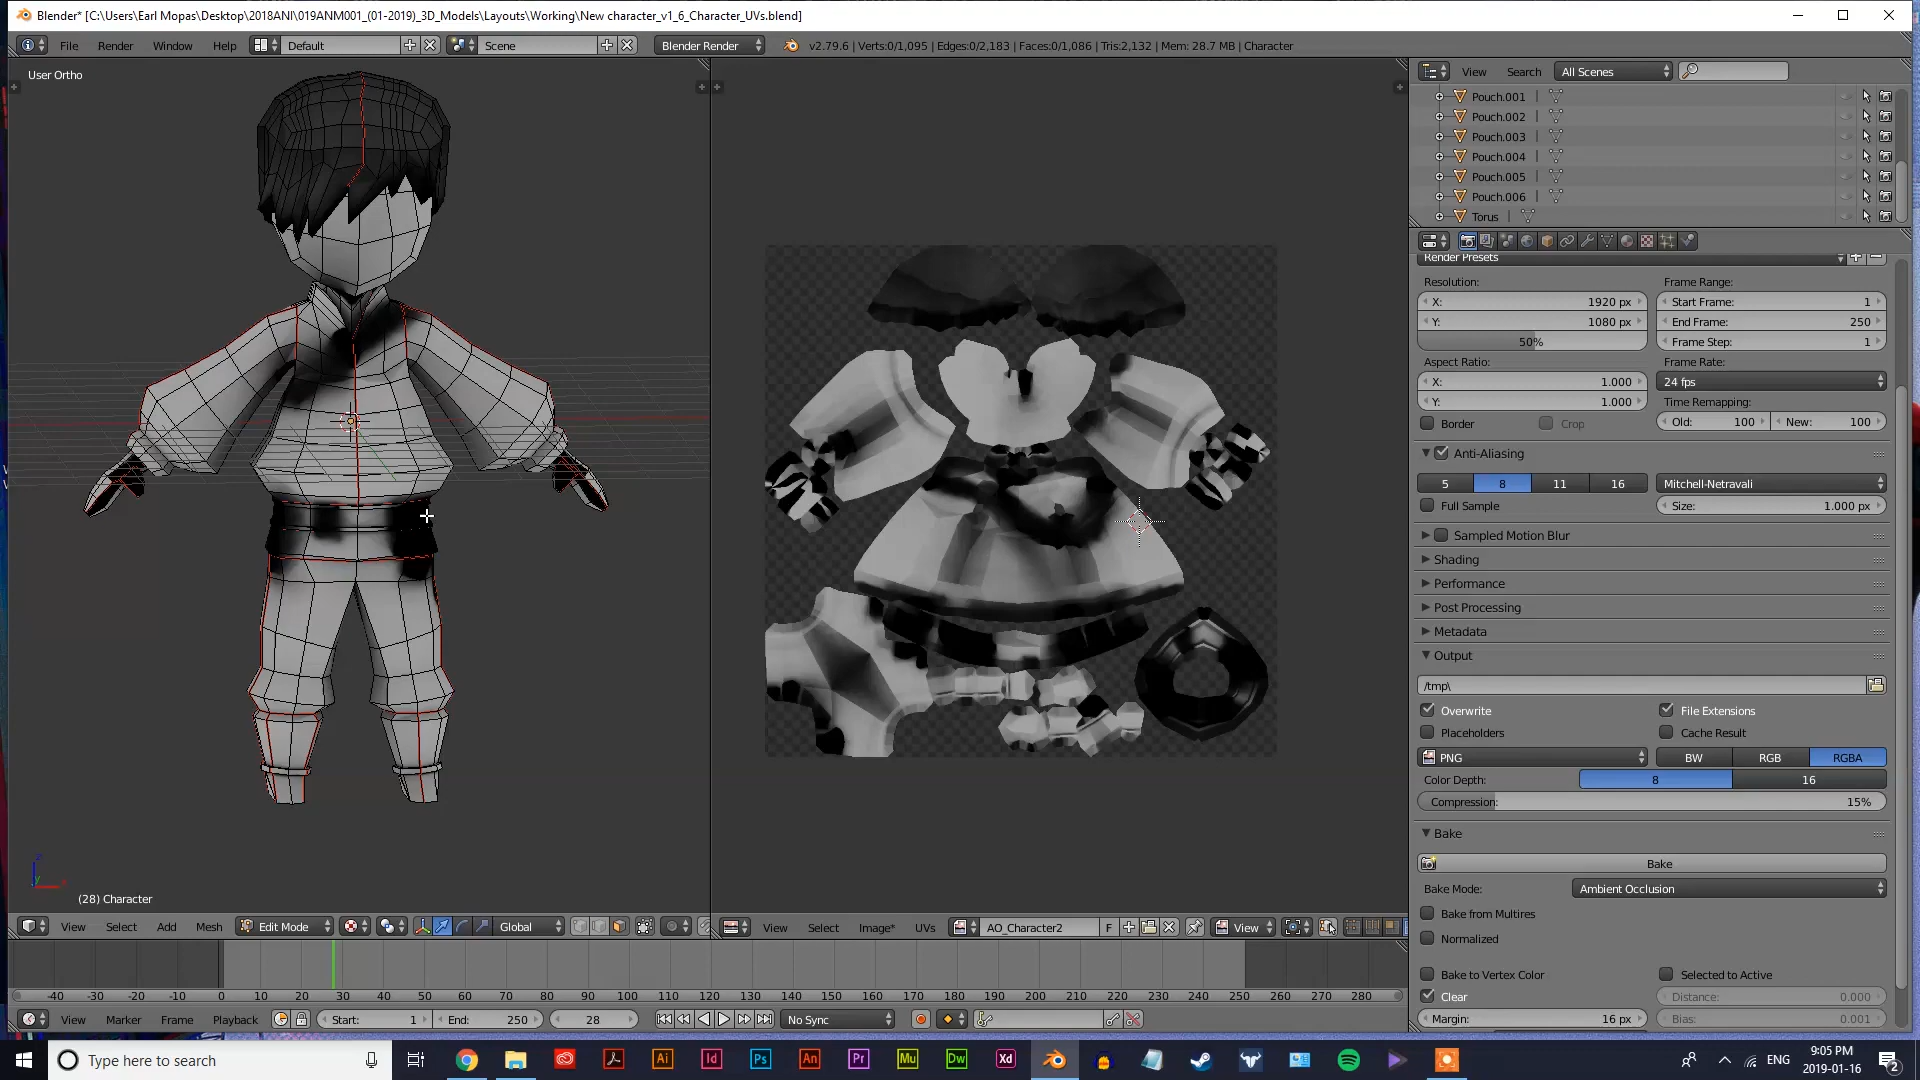 Blender* [C:\Users\Earl Mopas\Desktop\2018ANI\019ANM001_(01-2019)_3D_Models\Layouts\Working\New character_v1_6_Character_UVs.blend]
File Render Window Help Default Scene Blender Render v2.79.6 | Verts:0/1,095 | Edges:0/2,183 | Faces:0/1,086 | Tris:2,132 | Mem: 28.7 MB | Character
User Ortho
View Search All Scenes
Pouch.001
Pouch.002
Pouch.003
Pouch.004
Pouch.005
Pouch.006
Torus
Render Presets
Resolution: Frame Range:
X: 1920 px Start Frame: 1
Y: 1080 px End Frame: 250
50% Frame Step: 1
Aspect Ratio: Frame Rate:
X: 1.000 24 fps
Y: 1.000 Time Remapping:
Border Crop Old: 100 New: 100
Anti-Aliasing
5 8 11 16 Mitchell-Netravali
Full Sample Size: 1.000 px
Sampled Motion Blur
Shading
Performance
Post Processing
Metadata
Output
/tmp\
Overwrite File Extensions
Placeholders Cache Result
PNG BW RGB RGBA
Color Depth: 8 16
Compression: 15%
Bake
Bake
Bake Mode: Ambient Occlusion
Bake from Multires
Normalized
Bake to Vertex Color Selected to Active
Clear Distance: 0.000
Margin: 16 px Bias: 0.001
(28) Character
View Select Add Mesh Edit Mode Global
View Select Image* UVs AO_Character2 F View
-40 -30 -20 -10 0 10 20 30 40 50 60 70 80 90 100 110 120 130 140 150 160 170 180 190 200 210 220 230 240 250 260 270 280
View Marker Frame Playback Start: 1 End: 250 28 No Sync
Type here to search
Ai Id Ps An Pr Mu Dw Xd
ENG
9:05 PM
2019-01-16
2